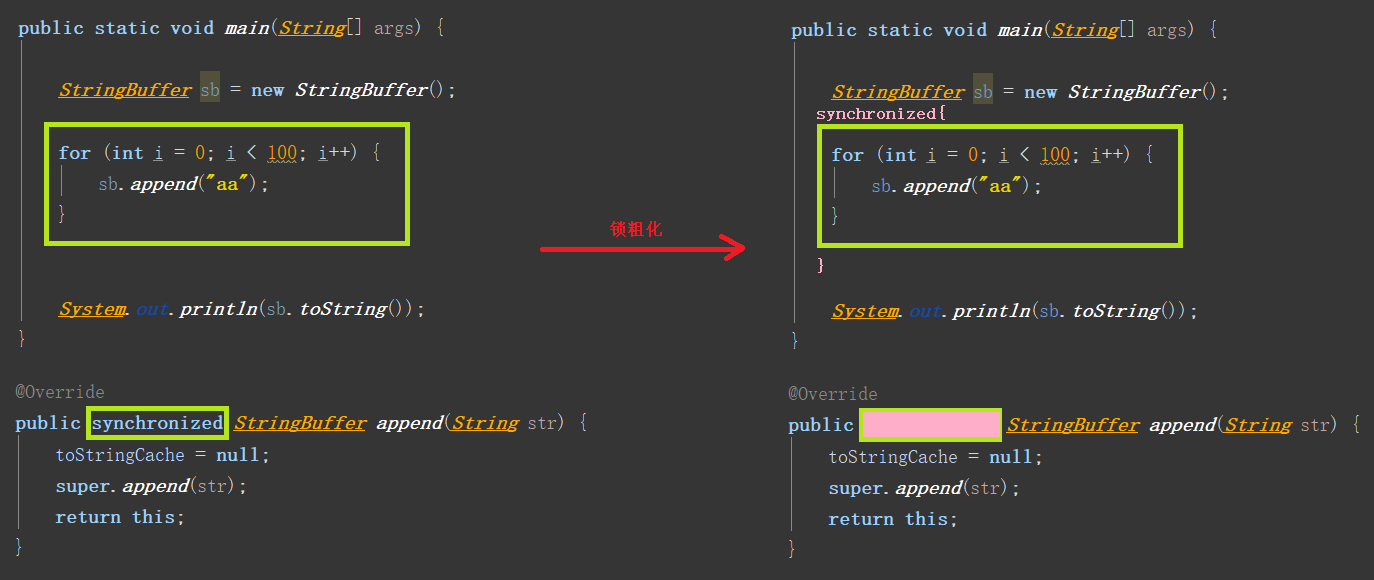 public static void main(String[] args) {
StringBuffer sb = new StringBuffer();
for (int i = 0; i < 100; i++) {
sb.append("aa");
}
System.out.println(sb.toString());
}
@Override
public synchronized StringBuffer append(String str) {
toStringCache = null;
super.append(str);
return this;
}
锁粗化
public static void main(String[] args) {
StringBuffer sb = new StringBuffer();
synchronized{
for (int i = 0; i < 100; i++) {
sb.append("aa");
}
}
System.out.println(sb.toString());
}
@Override
public StringBuffer append(String str) {
toStringCache = null;
super.append(str);
return this;
}